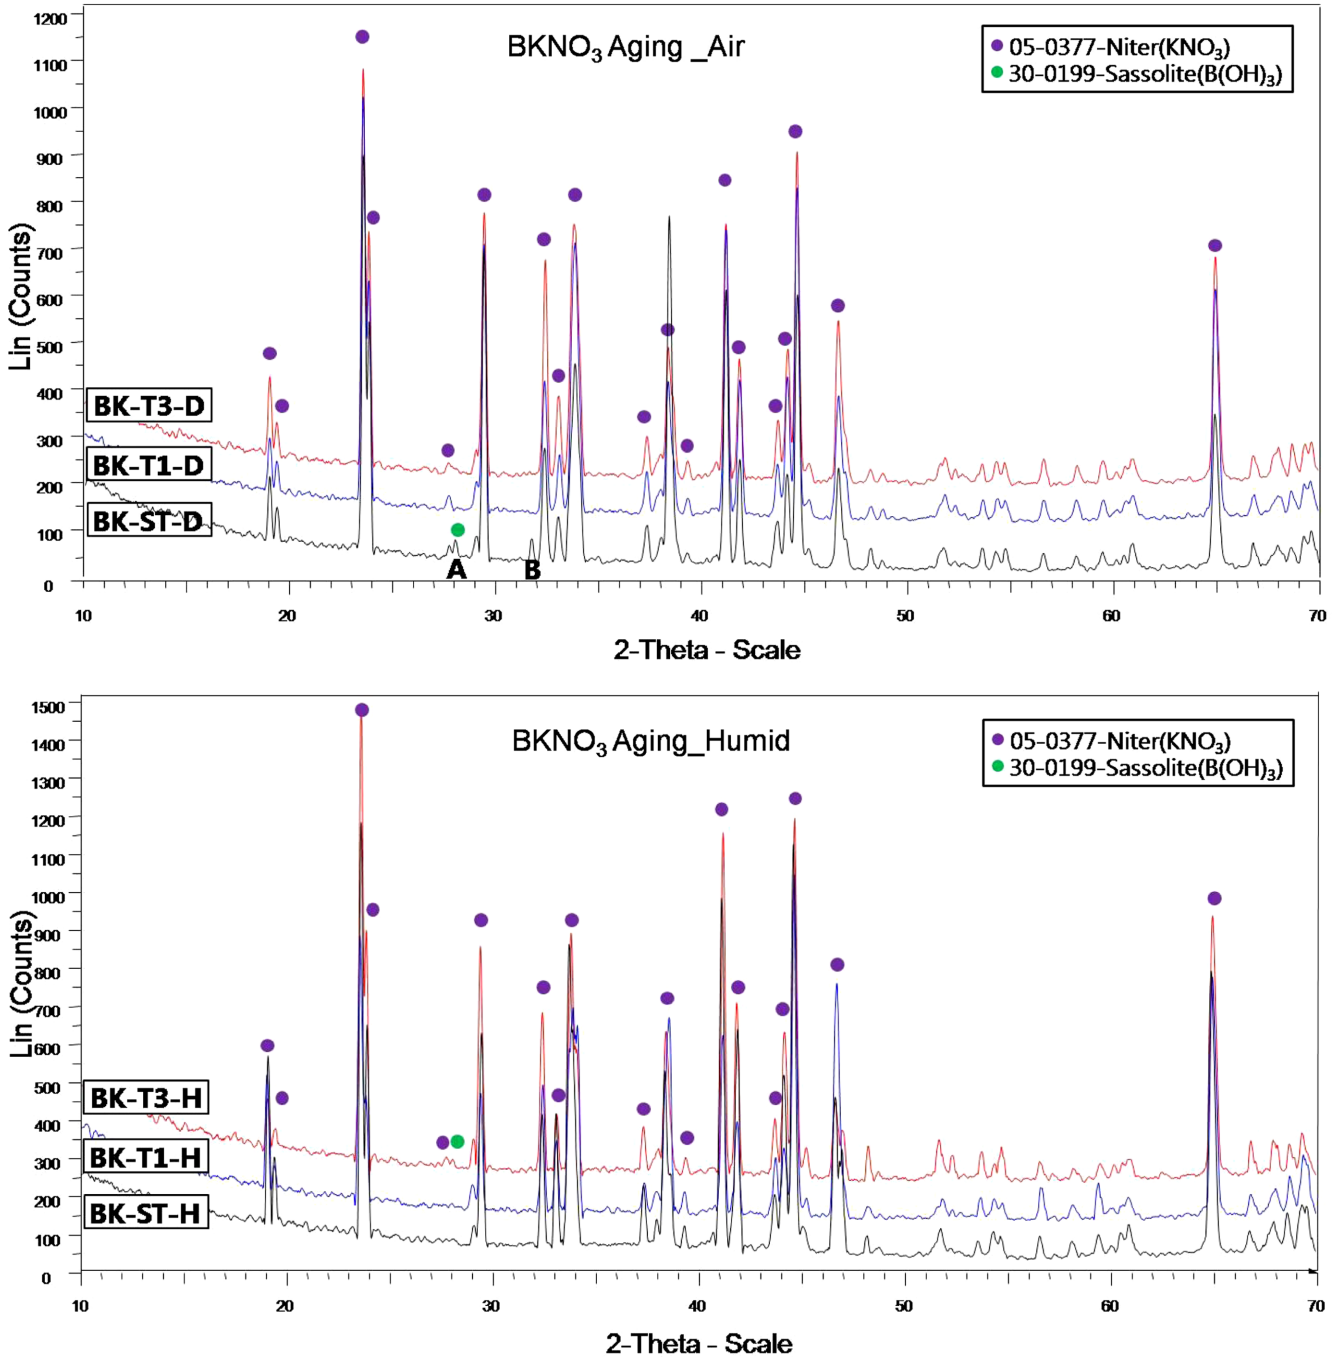 BKNO₃ Aging _Air
05-0377-Niter(KNO₃)
30-0199-Sassolite(B(OH)₃)
Lin (Counts)
1200
1100
1000
900
800
700
600
500
400
300
200
100
0
BK-T3-D
BK-T1-D
BK-ST-D
A
B
10 20 30 40 50 60 70
2-Theta - Scale
BKNO₃ Aging_Humid
05-0377-Niter(KNO₃)
30-0199-Sassolite(B(OH)₃)
Lin (Counts)
1500
1400
1300
1200
1100
1000
900
800
700
600
500
400
300
200
100
0
BK-T3-H
BK-T1-H
BK-ST-H
10 20 30 40 50 60 70
2-Theta - Scale